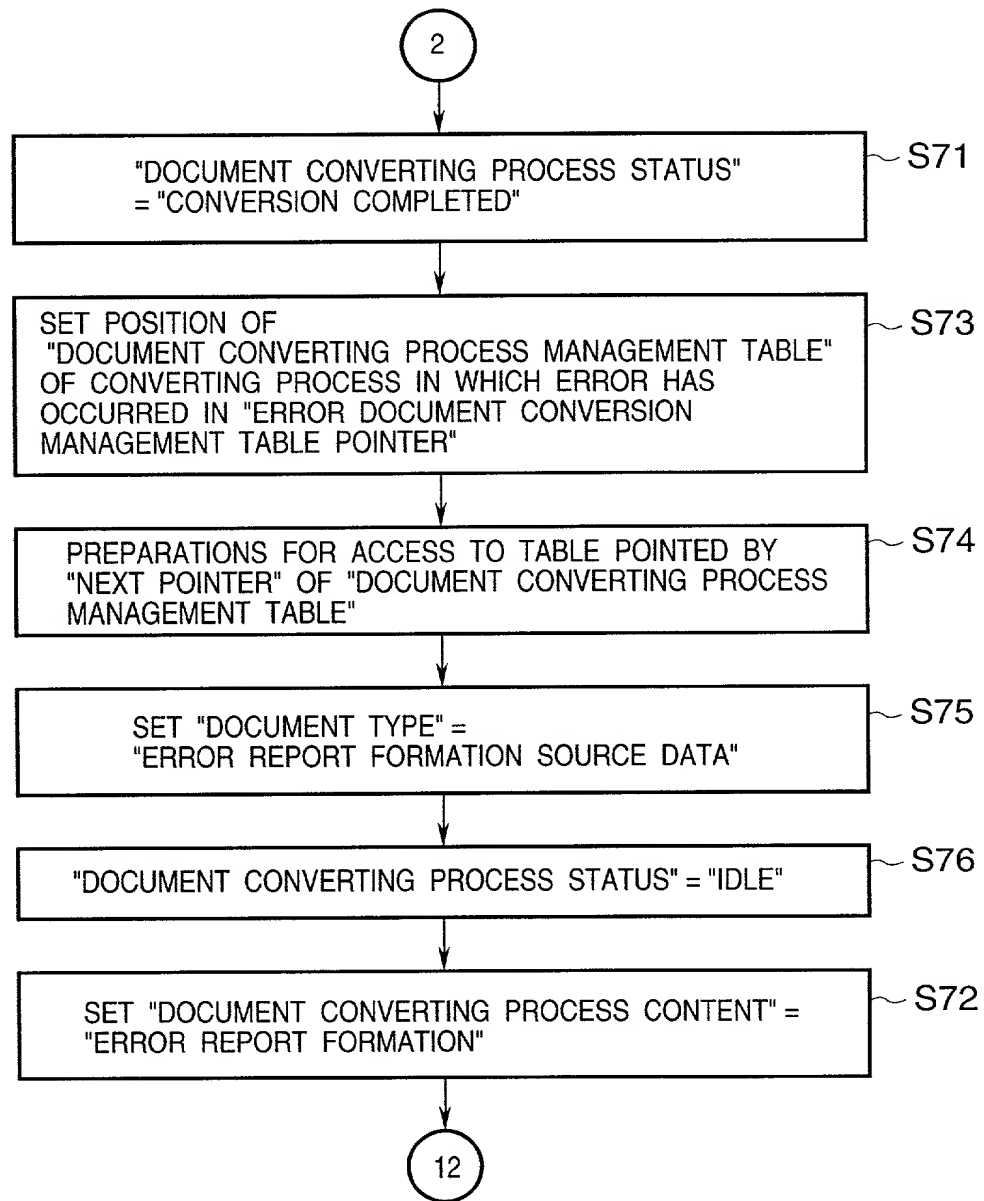 2
"DOCUMENT CONVERTING PROCESS STATUS"
= "CONVERSION COMPLETED"
S71
SET POSITION OF
"DOCUMENT CONVERTING PROCESS MANAGEMENT TABLE"
OF CONVERTING PROCESS IN WHICH ERROR HAS
OCCURRED IN "ERROR DOCUMENT CONVERSION
MANAGEMENT TABLE POINTER"
S73
PREPARATIONS FOR ACCESS TO TABLE POINTED BY
"NEXT POINTER" OF "DOCUMENT CONVERTING PROCESS
MANAGEMENT TABLE"
S74
SET "DOCUMENT TYPE" =
"ERROR REPORT FORMATION SOURCE DATA"
S75
"DOCUMENT CONVERTING PROCESS STATUS" = "IDLE"
S76
SET "DOCUMENT CONVERTING PROCESS CONTENT" =
"ERROR REPORT FORMATION"
S72
12